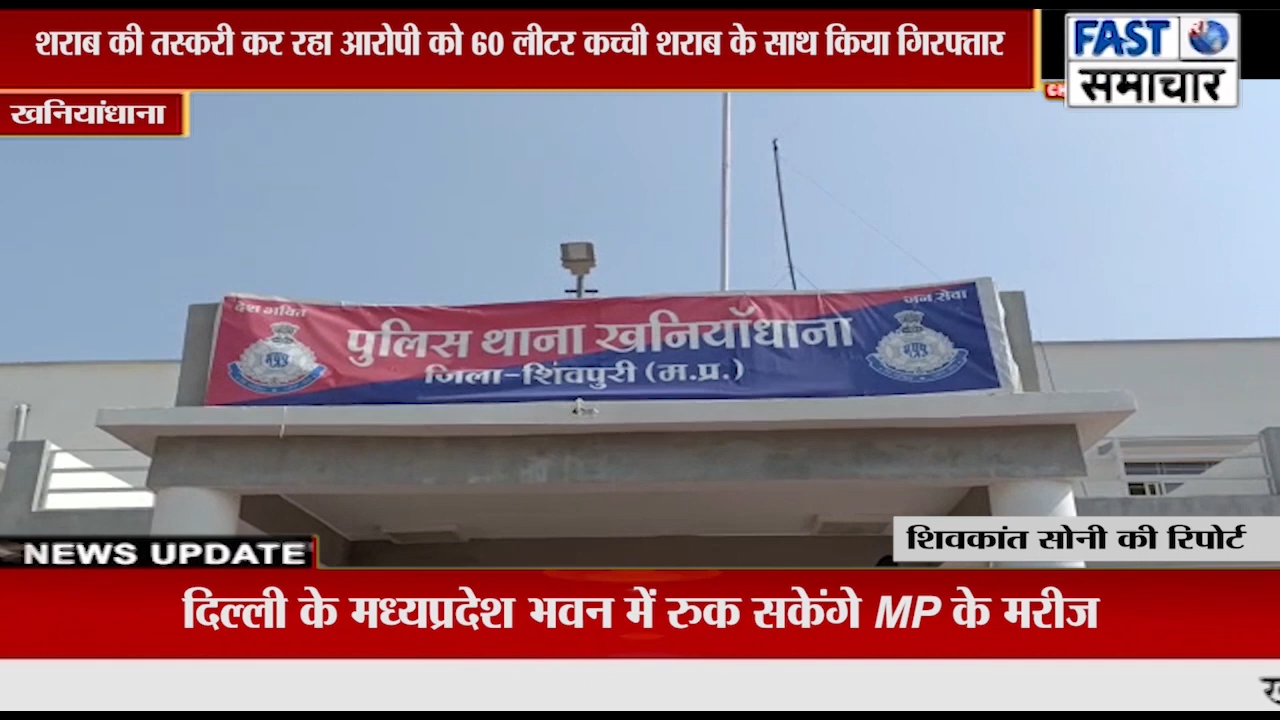 शराब की तस्करी कर रहा आरोपी को 60 लीटर कच्ची शराब के साथ किया गिरफ्तार
FAST
समाचार
खनियांधाना
देश भक्ति
जन सेवा
पुलिस थाना खनियाँधाना
जिला-शिवपुरी (म.प्र.)
शिवकांत सोनी की रिपोर्ट
NEWS UPDATE
दिल्ली के मध्यप्रदेश भवन में रुक सकेंगे MP के मरीज